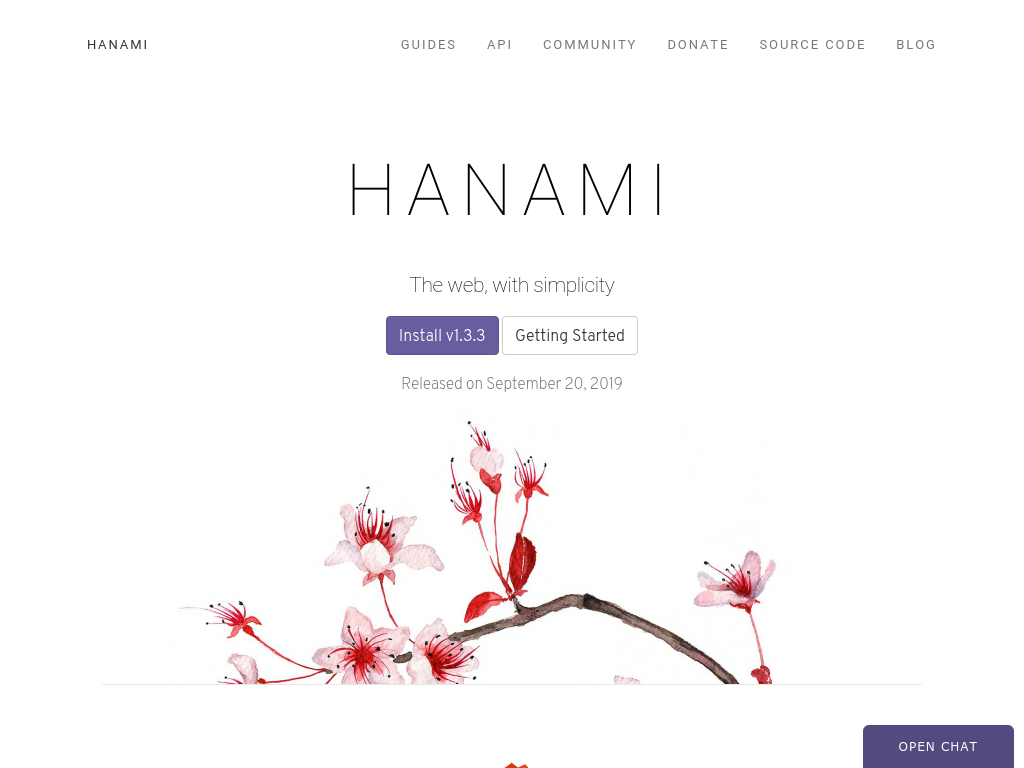 HANAMI
GUIDES API COMMUNITY DONATE SOURCE CODE BLOG
HANAMI
The web, with simplicity
Install v1.3.3 Getting Started
Released on September 20, 2019
OPEN CHAT